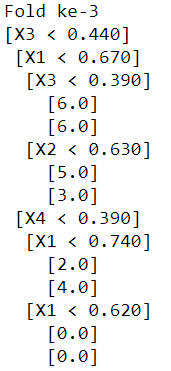 Fold ke-3
[X3 < 0.440]
 [X1 < 0.670]
  [X3 < 0.390]
    [6.0]
    [6.0]
  [X2 < 0.630]
    [5.0]
    [3.0]
 [X4 < 0.390]
  [X1 < 0.740]
    [2.0]
    [4.0]
  [X1 < 0.620]
    [0.0]
    [0.0]